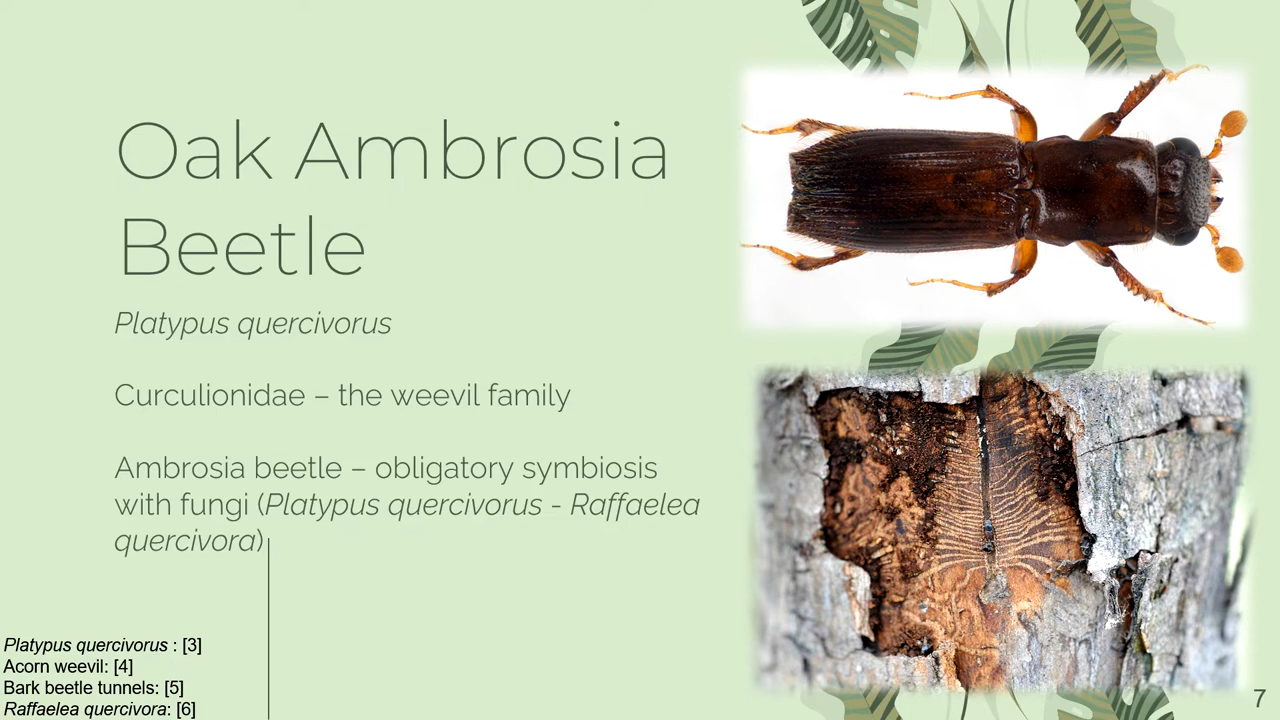 Oak Ambrosia
Beetle
Platypus quercivorus
Curculionidae – the weevil family
Ambrosia beetle – obligatory symbiosis
with fungi (Platypus quercivorus - Raffaelea
quercivora)
Platypus quercivorus : [3]
Acorn weevil: [4]
Bark beetle tunnels: [5]
Raffaelea quercivora: [6]
7